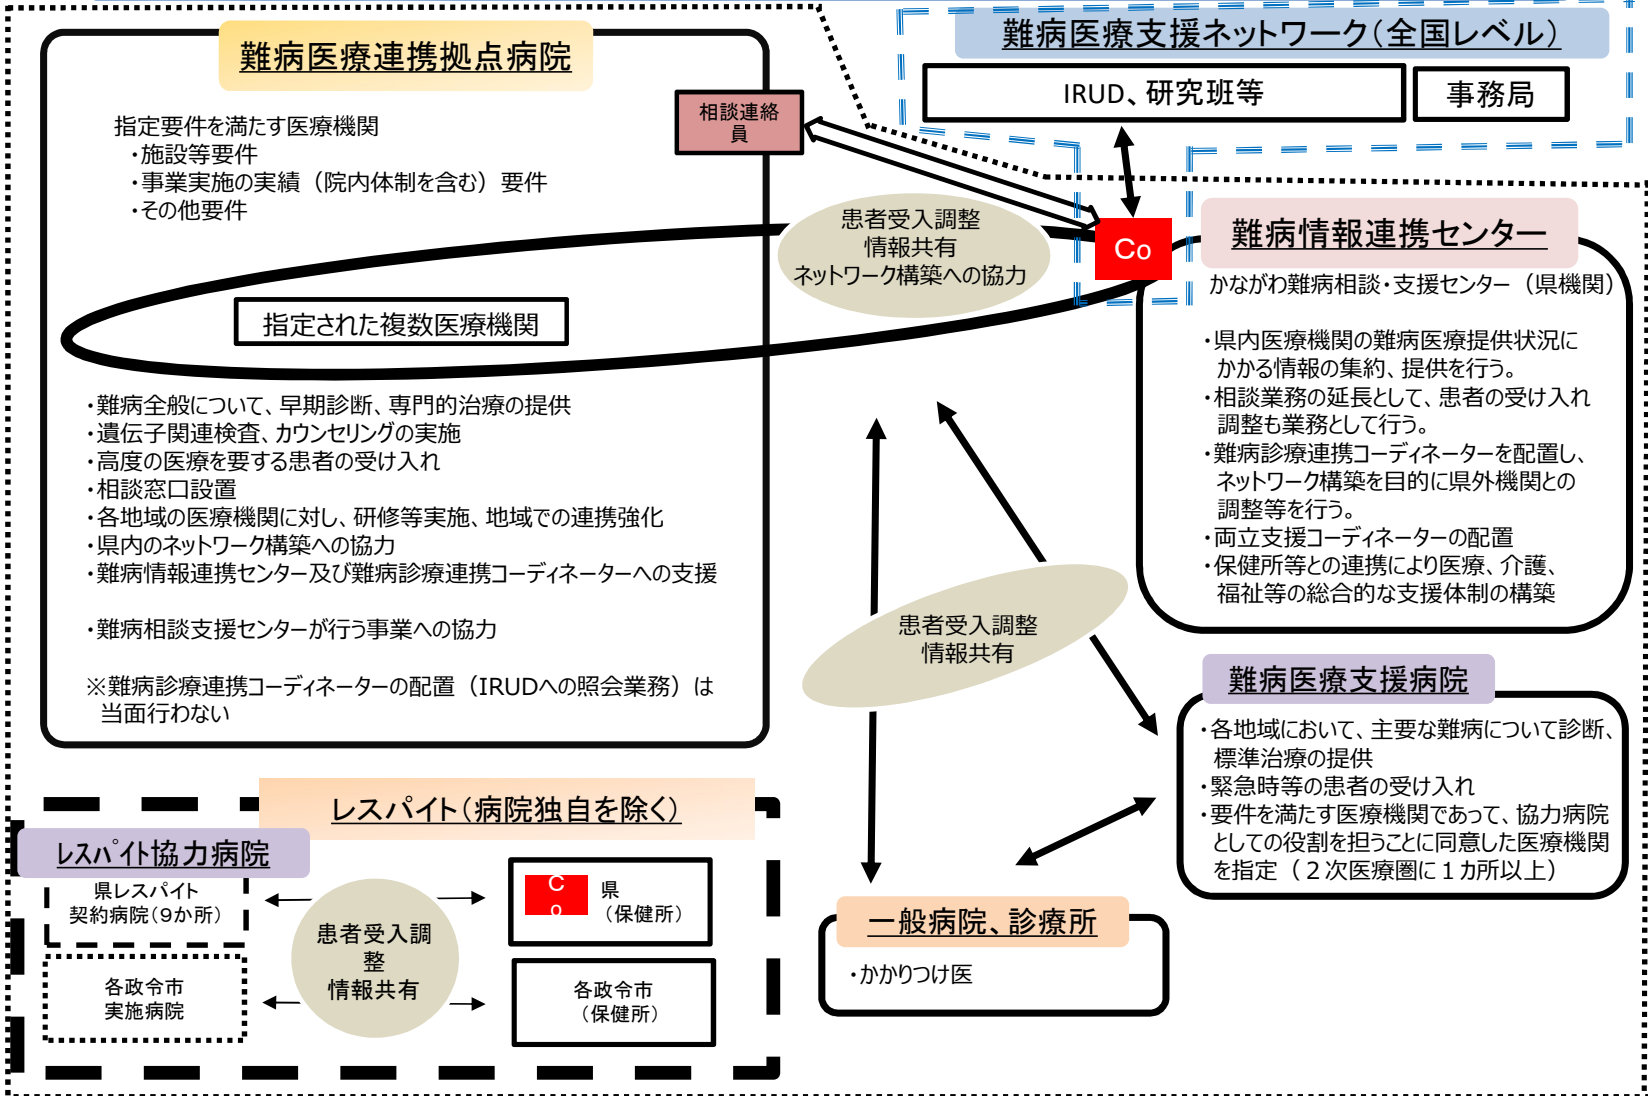 難病医療連携拠点病院
指定要件を満たす医療機関
・施設等要件
・事業実施の実績（院内体制を含む）要件
・その他要件
相談連絡
員
難病医療支援ネットワーク（全国レベル）
IRUD、研究班等
事務局
患者受入調整
情報共有
ネットワーク構築への協力
Co
指定された複数医療機関
・難病全般について、早期診断、専門的治療の提供
・遺伝子関連検査、カウンセリングの実施
・高度の医療を要する患者の受け入れ
・相談窓口設置
・各地域の医療機関に対し、研修等実施、地域での連携強化
・県内のネットワーク構築への協力
・難病情報連携センター及び難病診療連携コーディネーターへの支援
・難病相談支援センターが行う事業への協力
※難病診療連携コーディネーターの配置（IRUDへの照会業務）は
当面行わない
難病情報連携センター
かながわ難病相談・支援センター（県機関）
・県内医療機関の難病医療提供状況に
かかる情報の集約、提供を行う。
・相談業務の延長として、患者の受け入れ
調整も業務として行う。
・難病診療連携コーディネーターを配置し、
ネットワーク構築を目的に県外機関との
調整等を行う。
・両立支援コーディネーターの配置
・保健所等との連携により医療、介護、
福祉等の総合的な支援体制の構築
患者受入調整
情報共有
難病医療支援病院
・各地域において、主要な難病について診断、
標準治療の提供
・緊急時等の患者の受け入れ
・要件を満たす医療機関であって、協力病院
としての役割を担うことに同意した医療機関
を指定（２次医療圏に１カ所以上）
一般病院、診療所
・かかりつけ医
レスパイト（病院独自を除く）
ﾚｽﾊﾟｲﾄ協力病院
県レスパイト
契約病院（9か所）
各政令市
実施病院
患者受入調
整
情報共有
C
o
県
（保健所）
各政令市
（保健所）